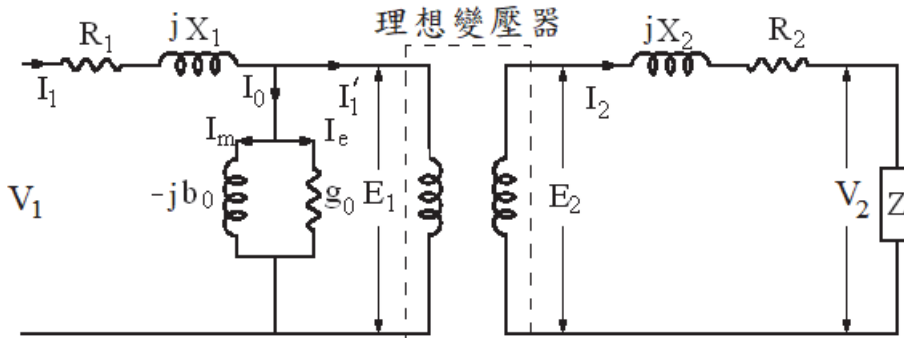 理想變壓器
R₁
jX₁
jX₂
R₂
I₁
I₀
I₁′
I₂
Iₘ
Iₑ
V₁
-jb₀
g₀
E₁
E₂
V₂
Z